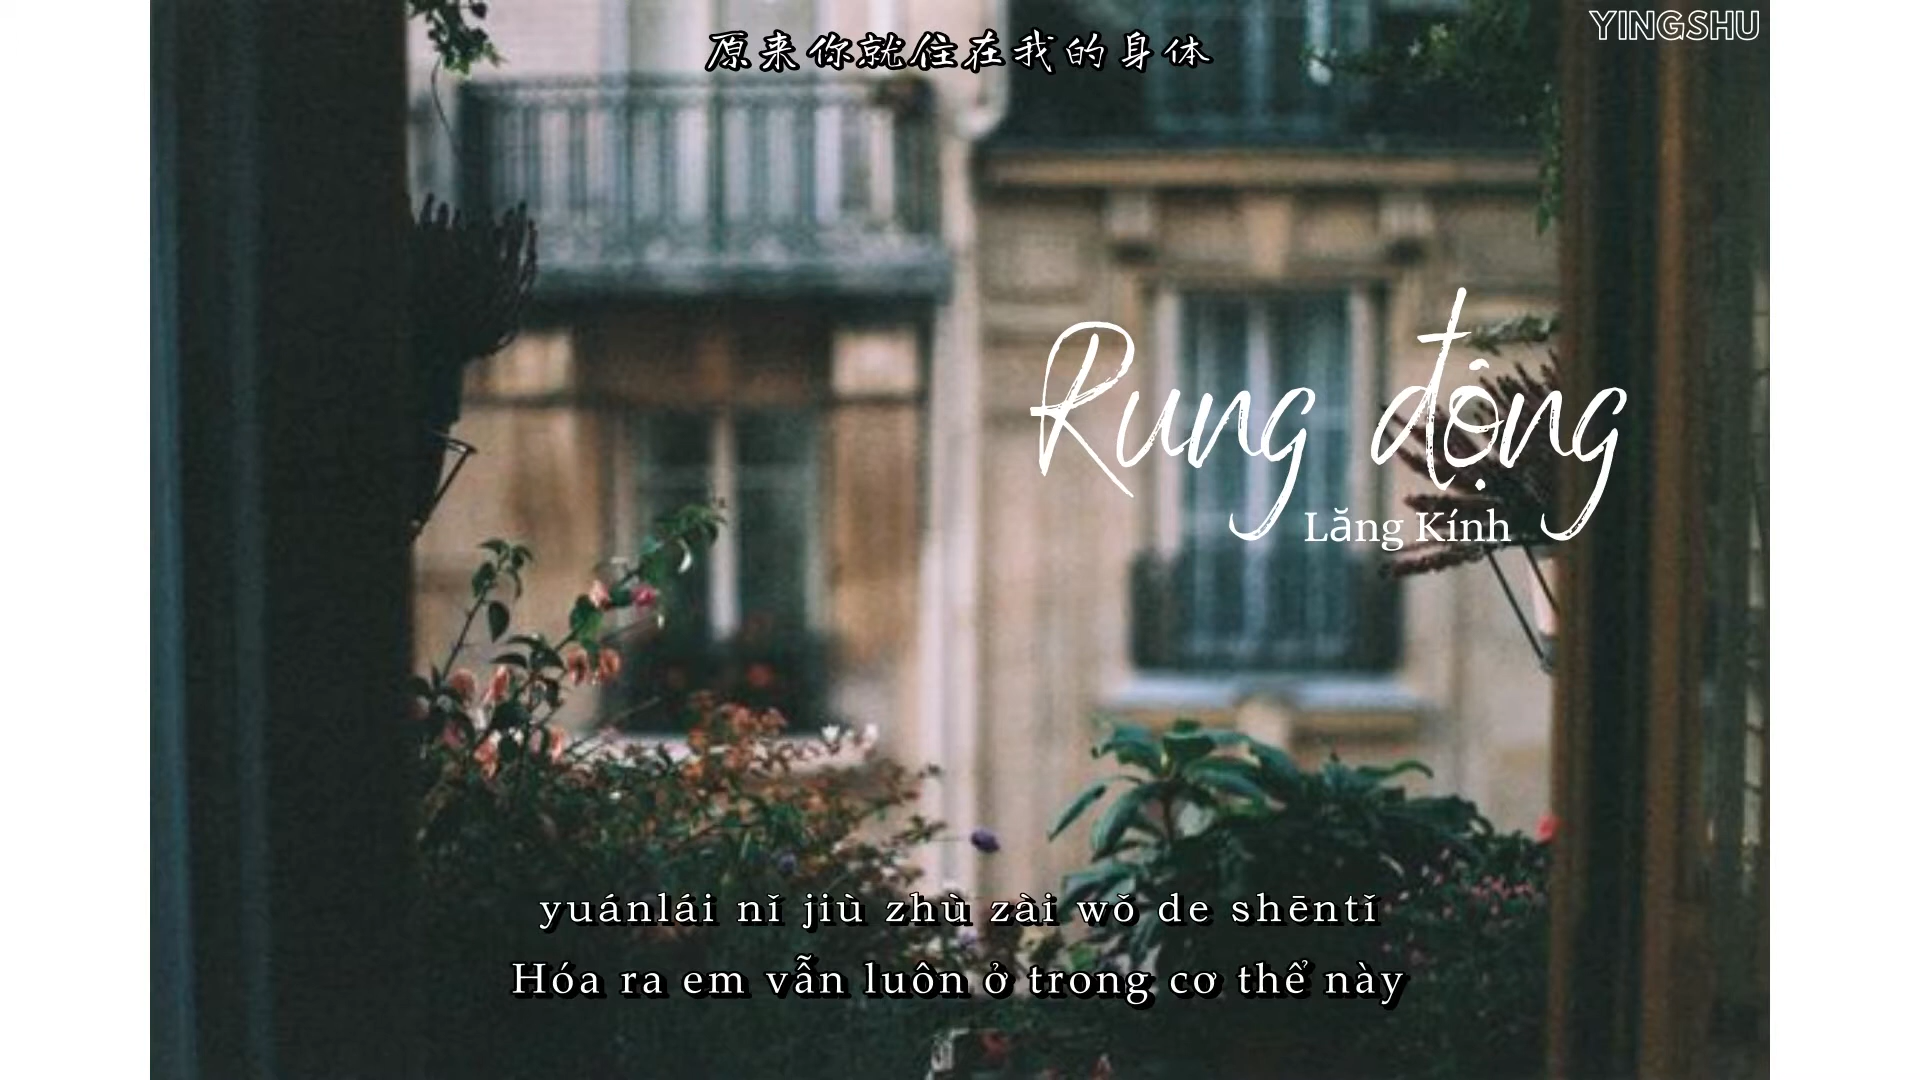 YINGSHU
原来你就住在我的身体
Rung động
Lăng Kính
yuánlái nǐ jiù zhù zài wǒ de shēntǐ
Hóa ra em vẫn luôn ở trong cơ thể này